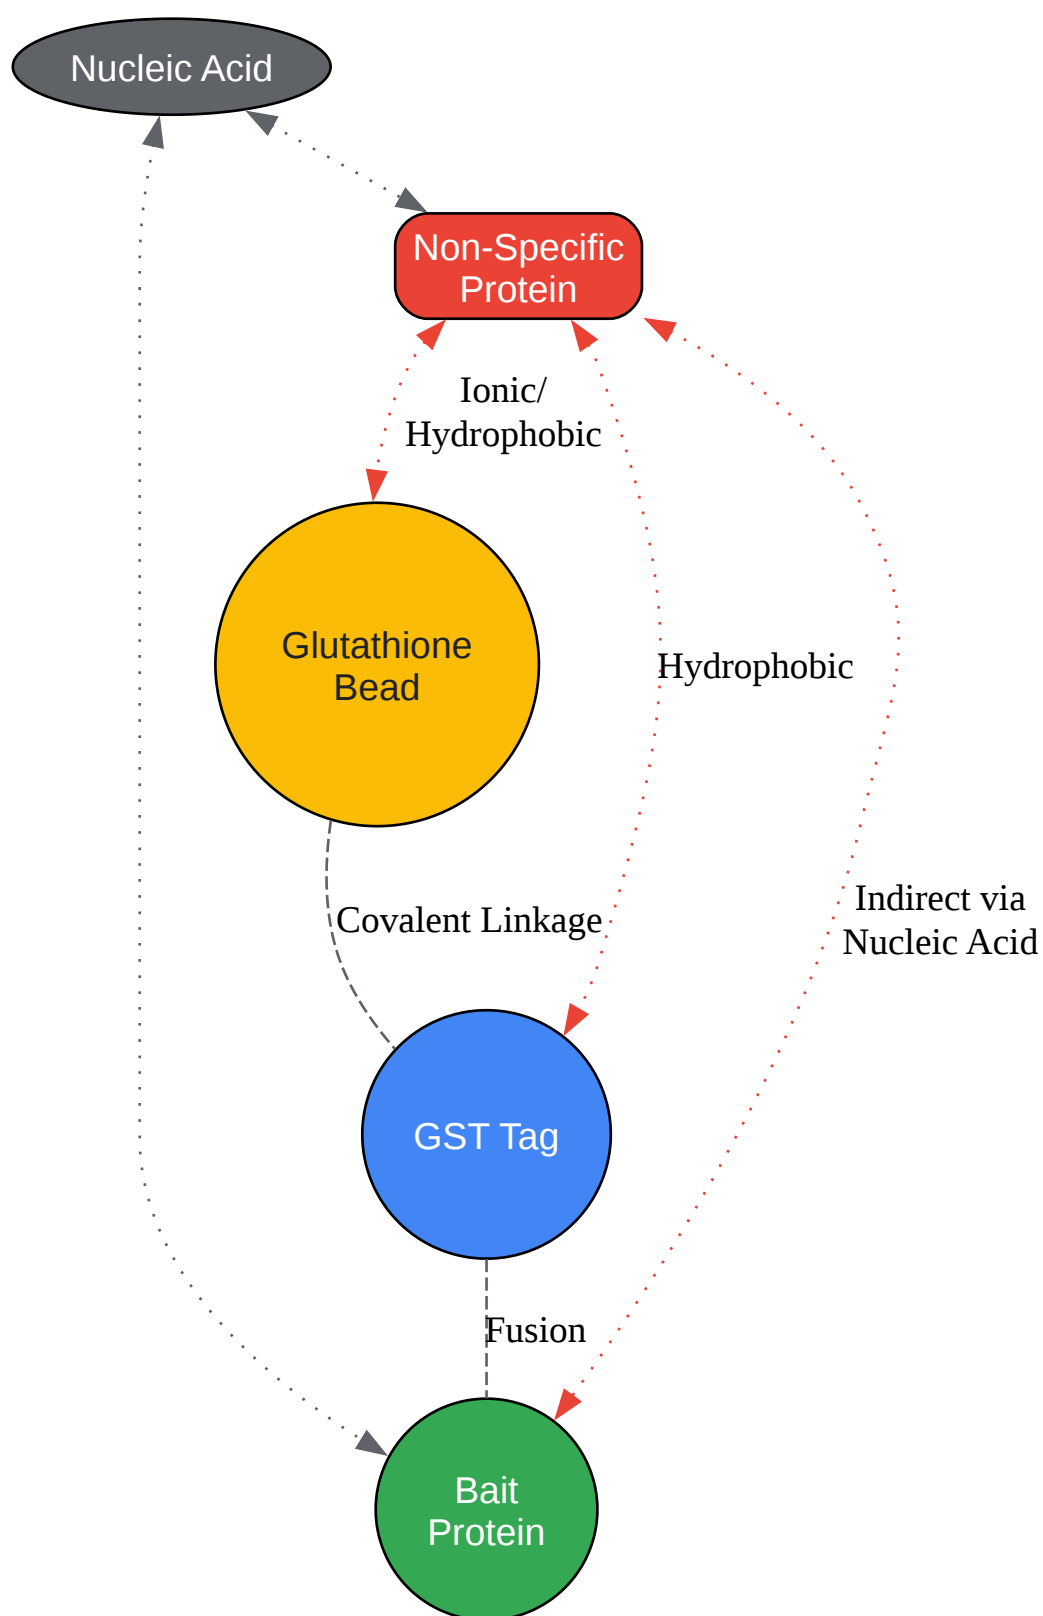 Nucleic Acid
Non-Specific
Protein
Ionic/
Hydrophobic
Glutathione
Bead
Hydrophobic
Covalent Linkage
Indirect via
Nucleic Acid
GST Tag
Fusion
Bait
Protein